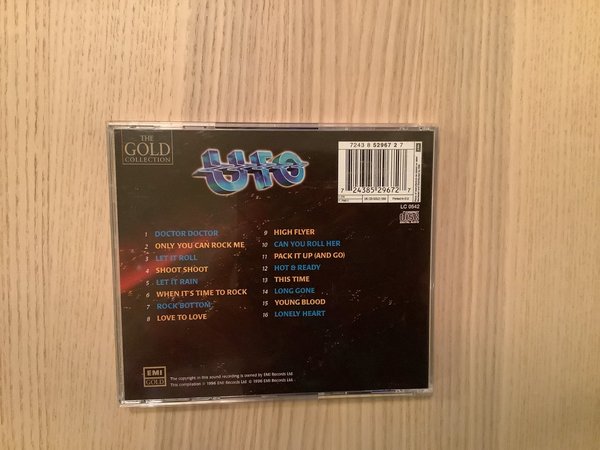 THE
GOLD
COLLECTION
UFO
7243 8 52967 2 7
7 24385 29672 7
EMI
LC 0542
COMPACT
disc
DIGITAL AUDIO
1 DOCTOR DOCTOR
2 ONLY YOU CAN ROCK ME
3 LET IT ROLL
4 SHOOT SHOOT
5 LET IT RAIN
6 WHEN IT'S TIME TO ROCK
7 ROCK BOTTOM
8 LOVE TO LOVE
9 HIGH FLYER
10 CAN YOU ROLL HER
11 PACK IT UP (AND GO)
12 HOT & READY
13 THIS TIME
14 LONG GONE
15 YOUNG BLOOD
16 LONELY HEART
EMI
GOLD
The copyright in this sound recording is owned by EMI Records Ltd.
This compilation ℗ 1996 EMI Records Ltd. © 1996 EMI Records Ltd.